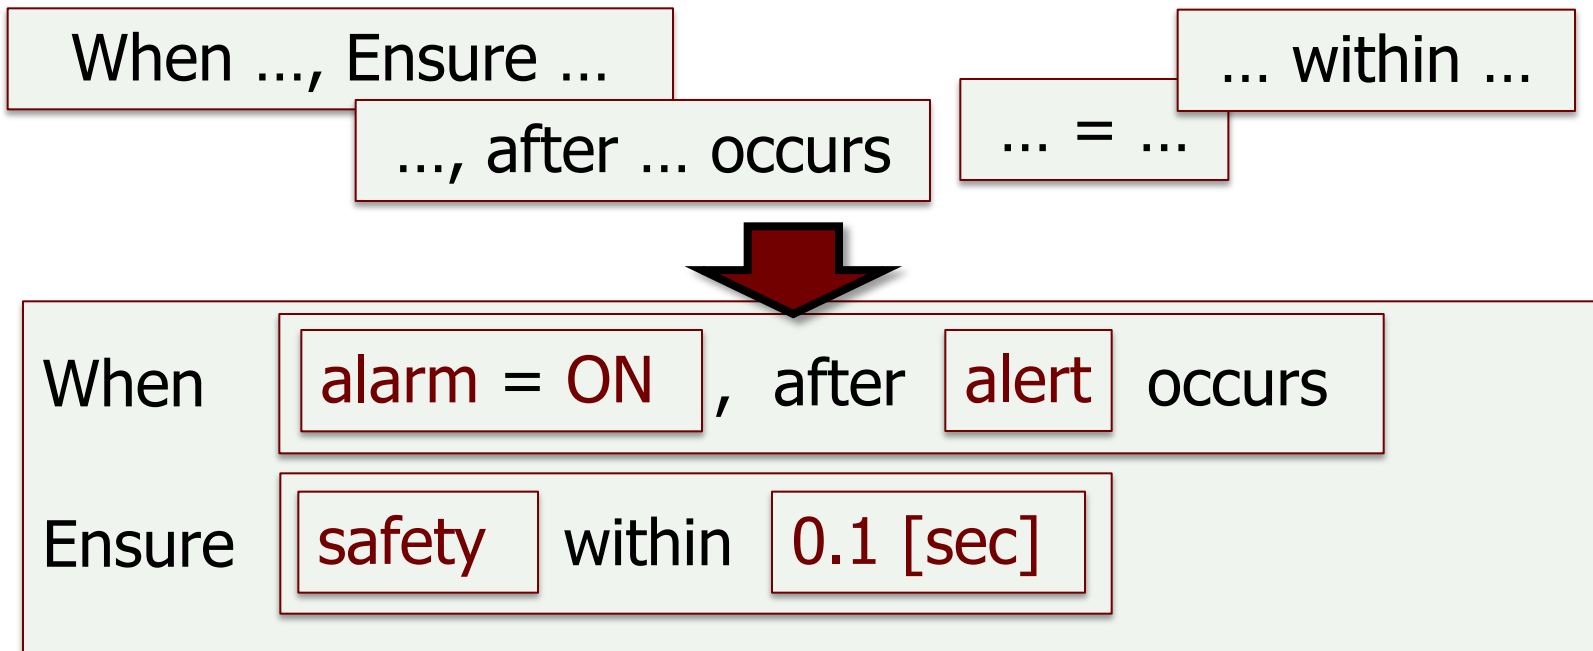 When ..., Ensure ...
... within ...
..., after ... occurs
... = ...
When alarm = ON , after alert occurs
Ensure safety within 0.1 [sec]